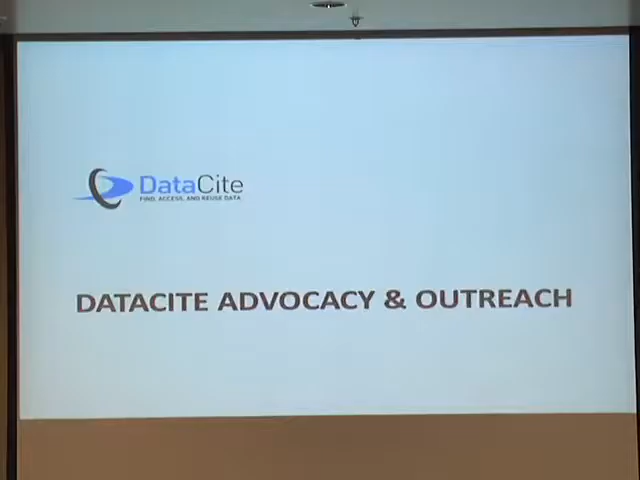 DataCite
FIND, ACCESS, AND REUSE DATA
DATACITE ADVOCACY & OUTREACH